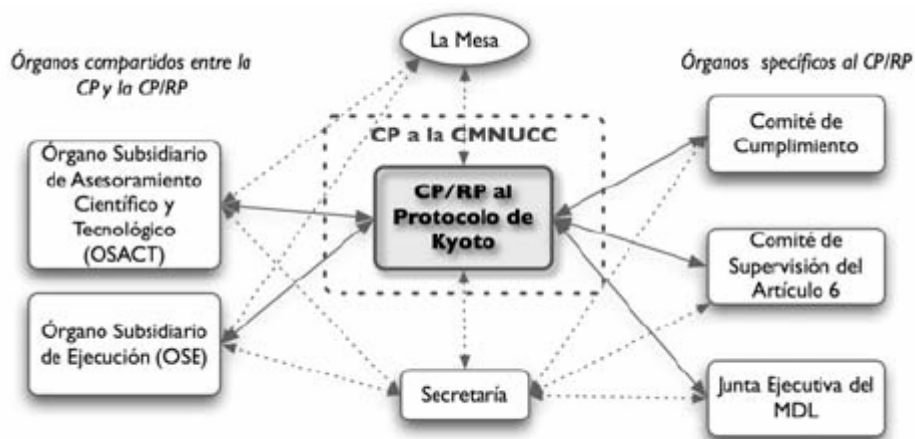 La Mesa
Órganos compartidos entre la
CP y la CP/RP
Órganos específicos al CP/RP
CP a la CMNUCC
Órgano Subsidiario
de Asesoramiento
Científico y
Tecnológico
(OSACT)
CP/RP al
Protocolo de
Kyoto
Comité de
Cumplimiento
Comité de
Supervisión del
Artículo 6
Órgano Subsidiario
de Ejecución (OSE)
Secretaría
Junta Ejecutiva del
MDL